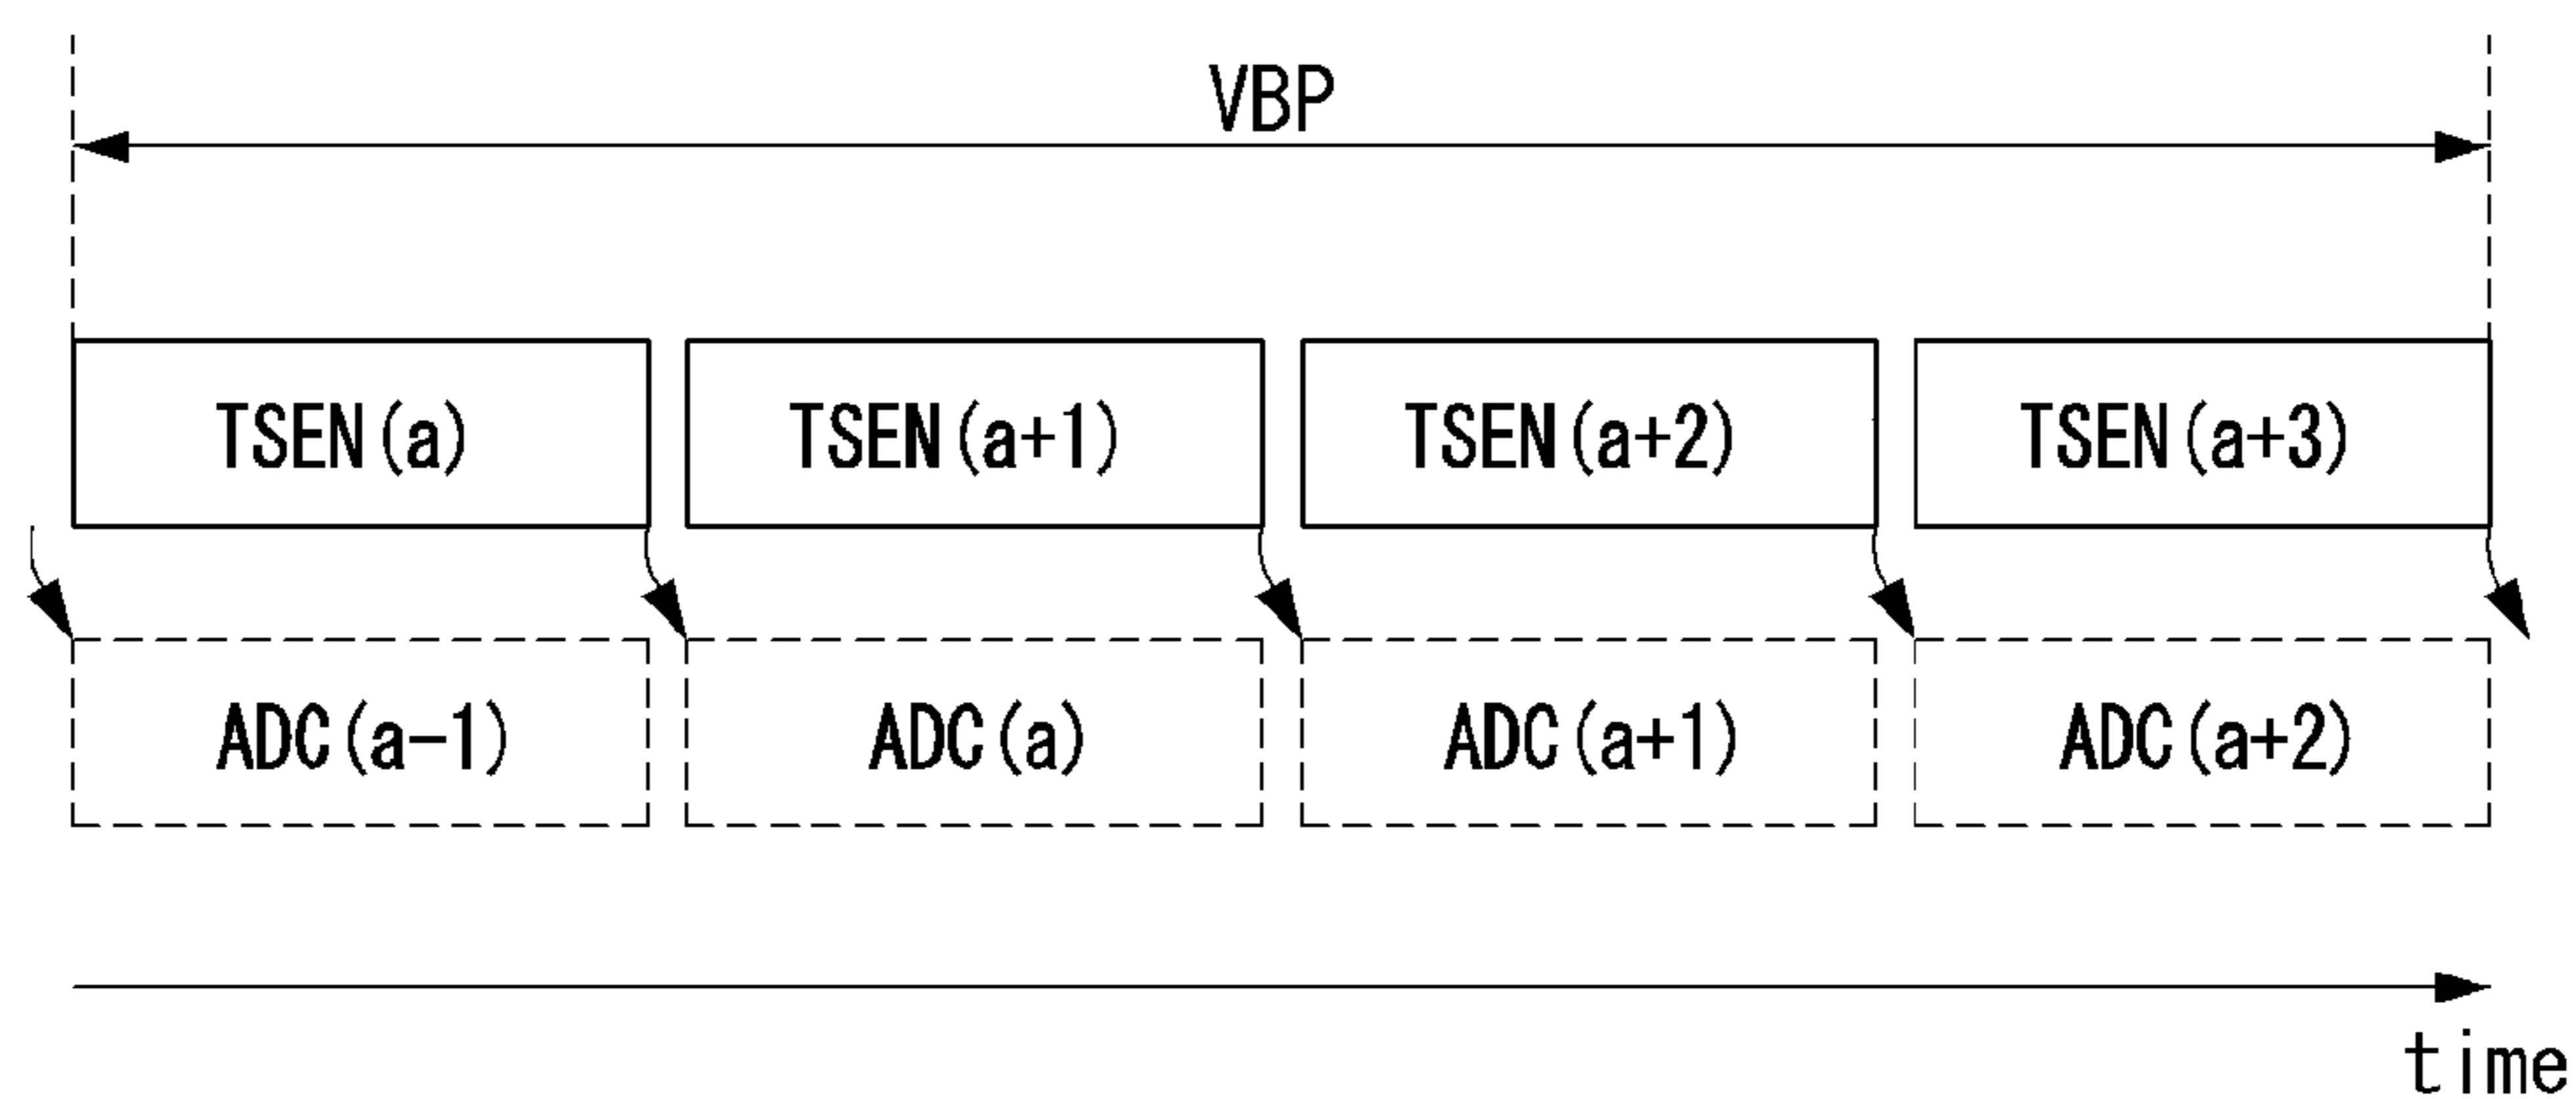 VBP
TSEN(a) TSEN(a+1) TSEN(a+2) TSEN(a+3)
ADC(a-1) ADC(a) ADC(a+1) ADC(a+2)
time